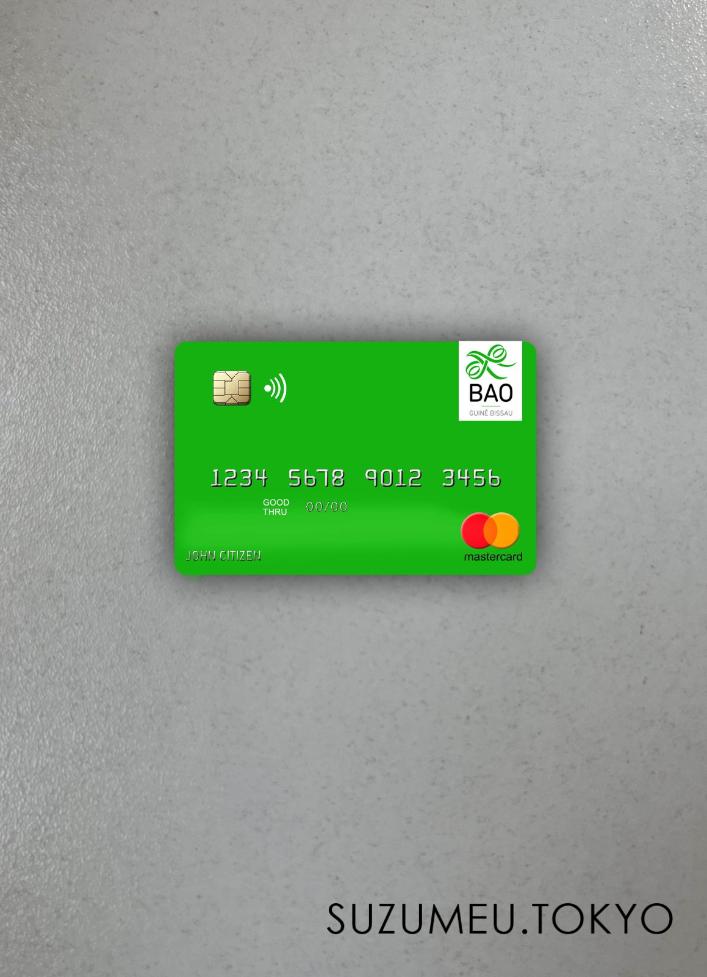 BAO
GUINÉ BISSAU
1234 5678 9012 3456
GOOD
THRU 00/00
JOHN CITIZEN
mastercard
SUZUMEU.TOKYO